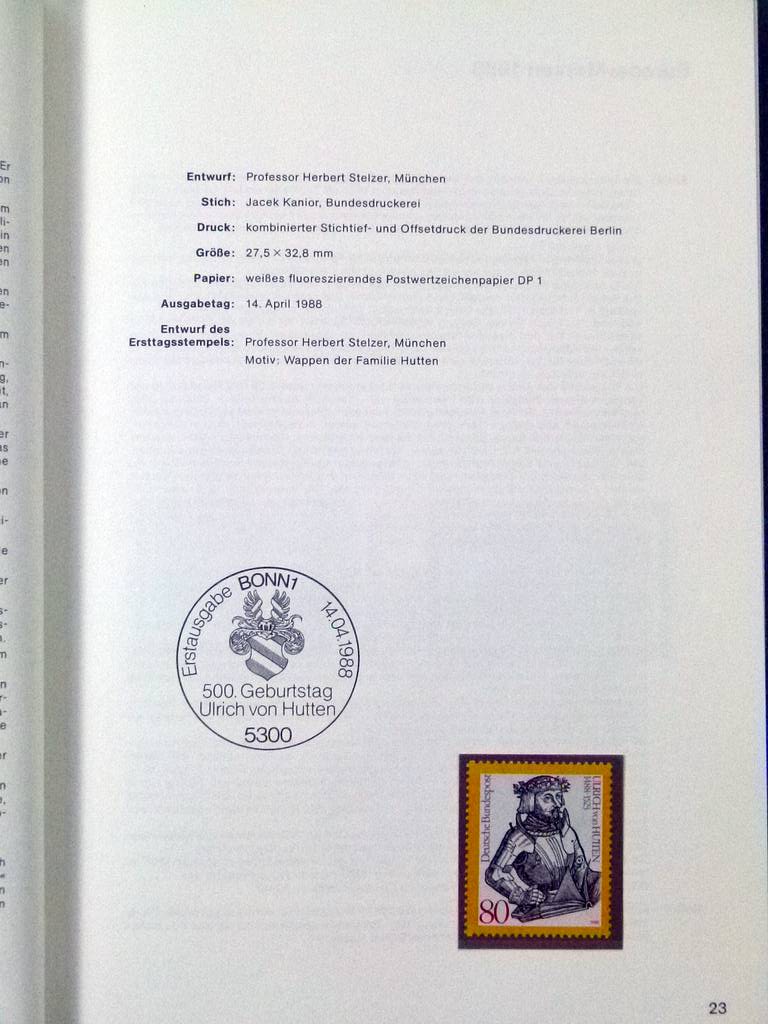 Entwurf: Professor Herbert Stelzer, München
Stich: Jacek Kanior, Bundesdruckerei
Druck: kombinierter Stichtief- und Offsetdruck der Bundesdruckerei Berlin
Größe: 27,5 × 32,8 mm
Papier: weißes fluoreszierendes Postwertzeichenpapier DP 1
Ausgabetag: 14. April 1988
Entwurf des
Ersttagsstempels: Professor Herbert Stelzer, München
Motiv: Wappen der Familie Hutten
Erstausgabe BONN1 14.04.1988
500. Geburtstag
Ulrich von Hutten
5300
Deutsche Bundespost
ULRICH von HUTTEN
1488-1523
80
23